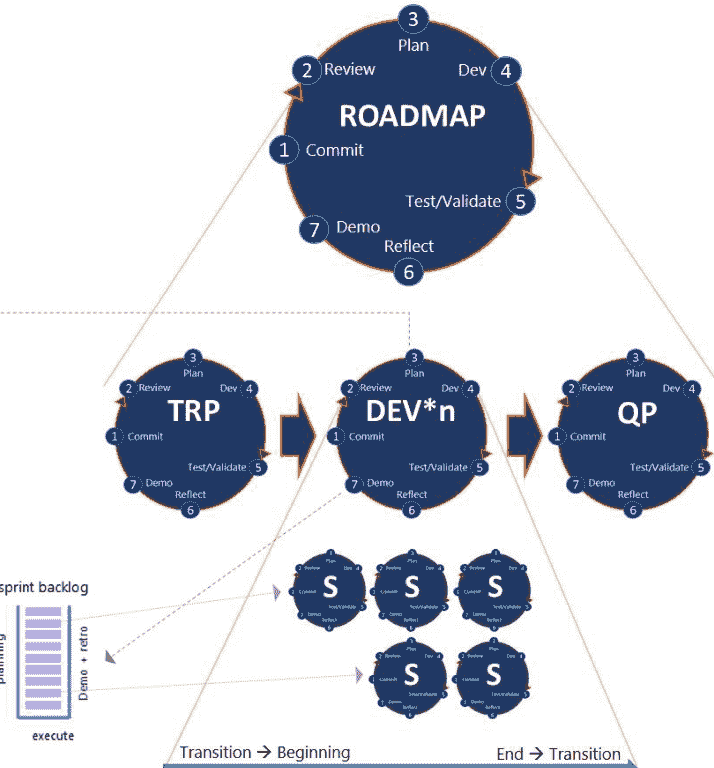 3
Plan
2 Review
Dev 4
ROADMAP
1 Commit
Test/Validate 5
7 Demo
Reflect
6
3
Plan
2 Review
Dev 4
TRP
1 Commit
Test/Validate 5
7 Demo
Reflect
6
3
Plan
2 Review
Dev 4
DEV*n
1 Commit
Test/Validate 5
7 Demo
Reflect
6
3
Plan
2 Review
Dev 4
QP
1 Commit
Test/Validate 5
7 Demo
Reflect
6
S
S
S
S
S
sprint backlog
planning
Demo + retro
execute
Transition → Beginning
End → Transition